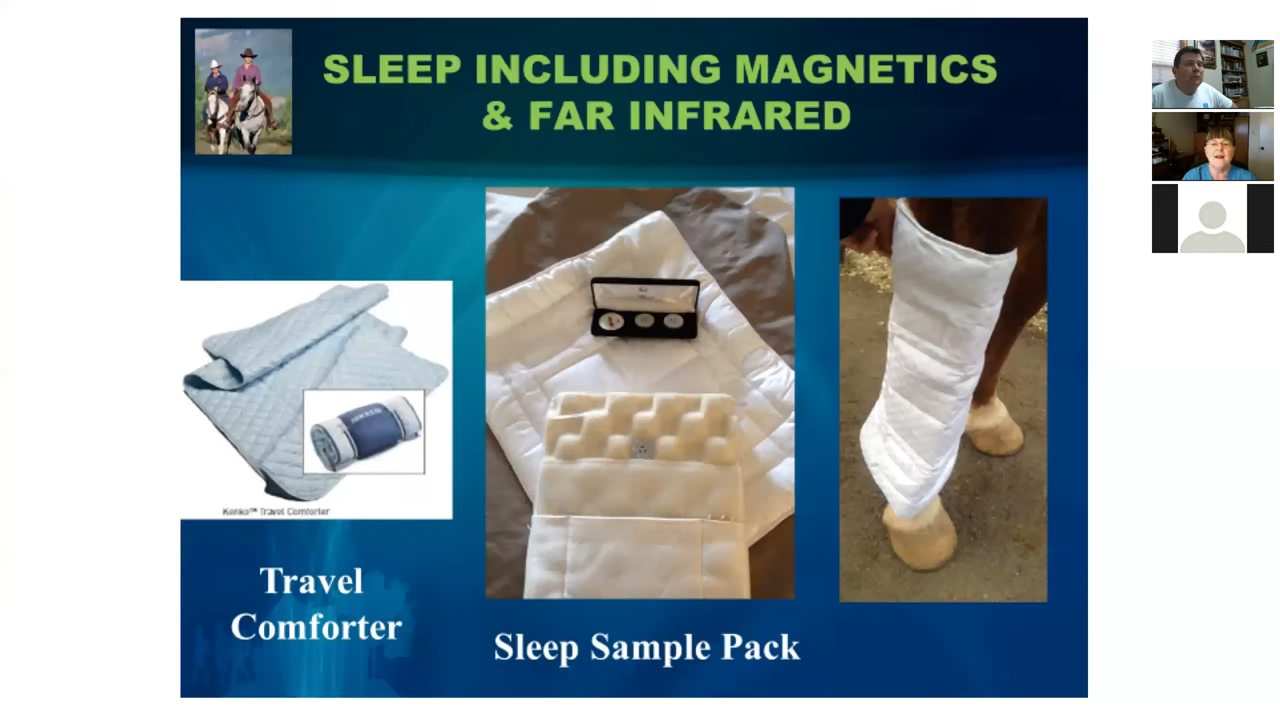 SLEEP INCLUDING MAGNETICS
& FAR INFRARED
Kenko™ Travel Comforter
Travel
Comforter
Sleep Sample Pack